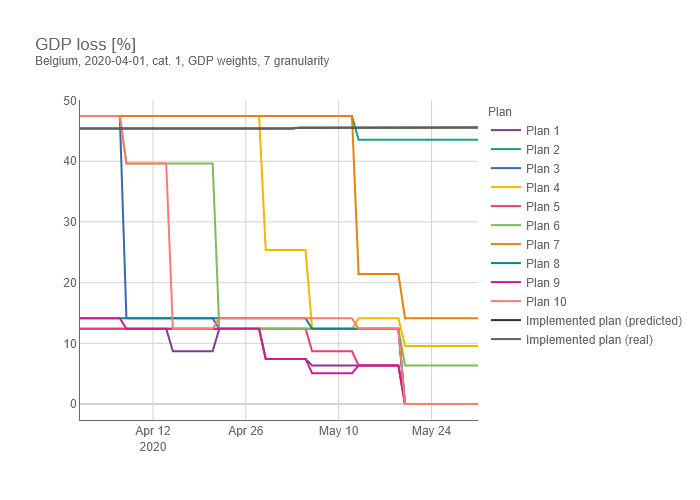 GDP loss [%]
Belgium, 2020-04-01, cat. 1, GDP weights, 7 granularity
50
40
30
20
10
0
Apr 12
2020
Apr 26
May 10
May 24
Plan
Plan 1
Plan 2
Plan 3
Plan 4
Plan 5
Plan 6
Plan 7
Plan 8
Plan 9
Plan 10
Implemented plan (predicted)
Implemented plan (real)